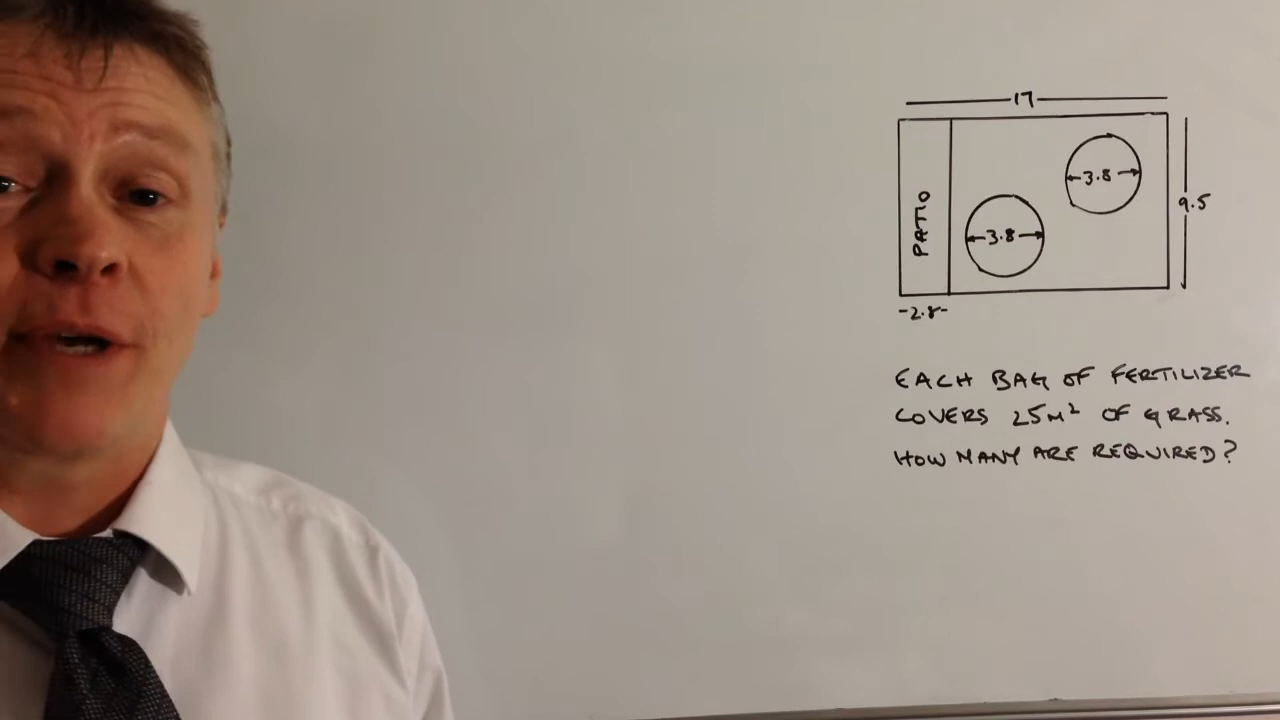 17
PATIO
3.8
3.8
9.5
2.8
EACH BAG OF FERTILIZER
COVERS 25M² OF GRASS.
HOW MANY ARE REQUIRED?